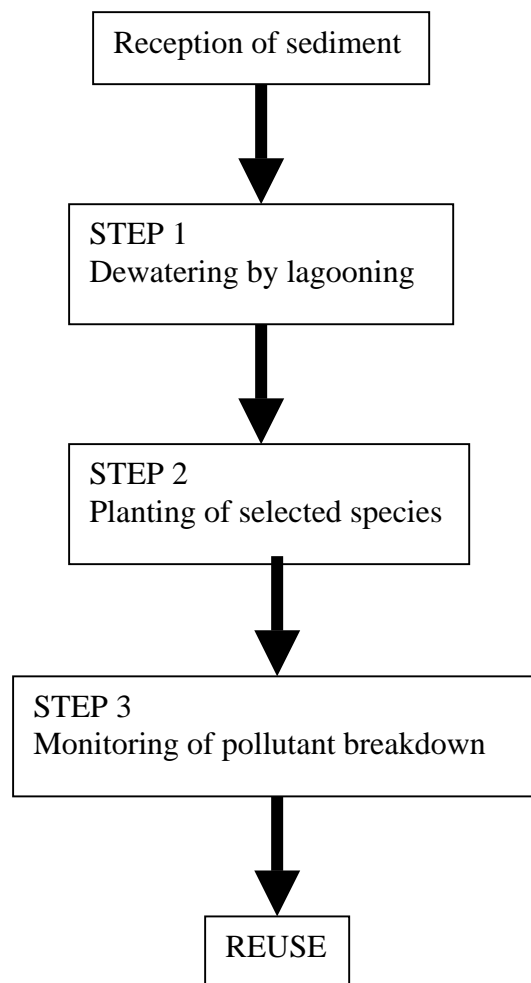 Reception of sediment
STEP 1
Dewatering by lagooning
STEP 2
Planting of selected species
STEP 3
Monitoring of pollutant breakdown
REUSE